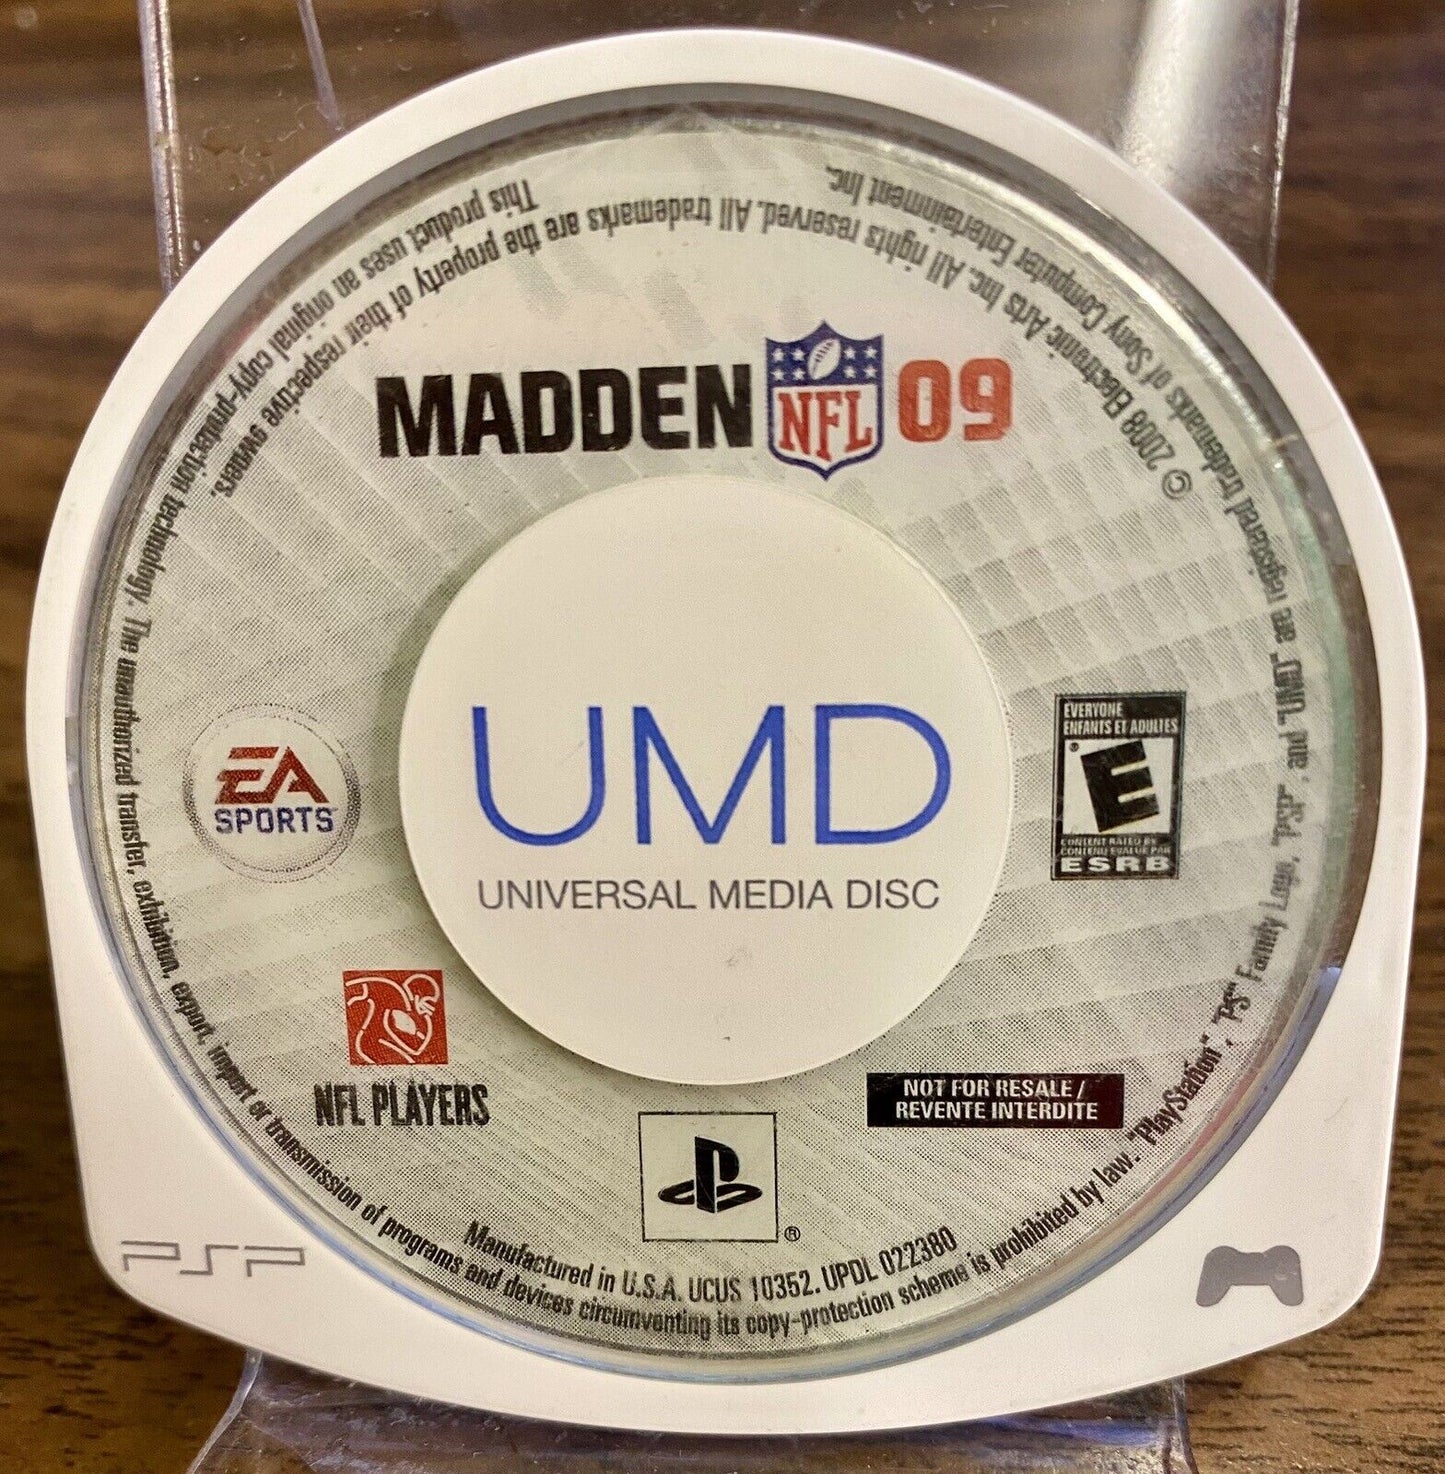 MADDEN NFL 09
UMD
UNIVERSAL MEDIA DISC
EA
SPORTS
EVERYONE
ENFANTS ET ADULTES
E
CONTENT RATED BY
CONTENU ÉVALUÉ PAR
ESRB
NFL PLAYERS
NOT FOR RESALE /
REVENTE INTERDITE
®
PSP
Manufactured in U.S.A. UCUS 10352. UPDL 022380
© 2008 Electronic Arts Inc. All rights reserved. All trademarks are the property of their respective owners.
This product uses an original copy-protection technology. The unauthorized transfer, exhibition, export, import or transmission of programs and devices circumventing its copy-protection scheme is prohibited by law. "PlayStation", "PS" Family Logo, "PSP", and "UMD" are registered trademarks of Sony Computer Entertainment Inc.